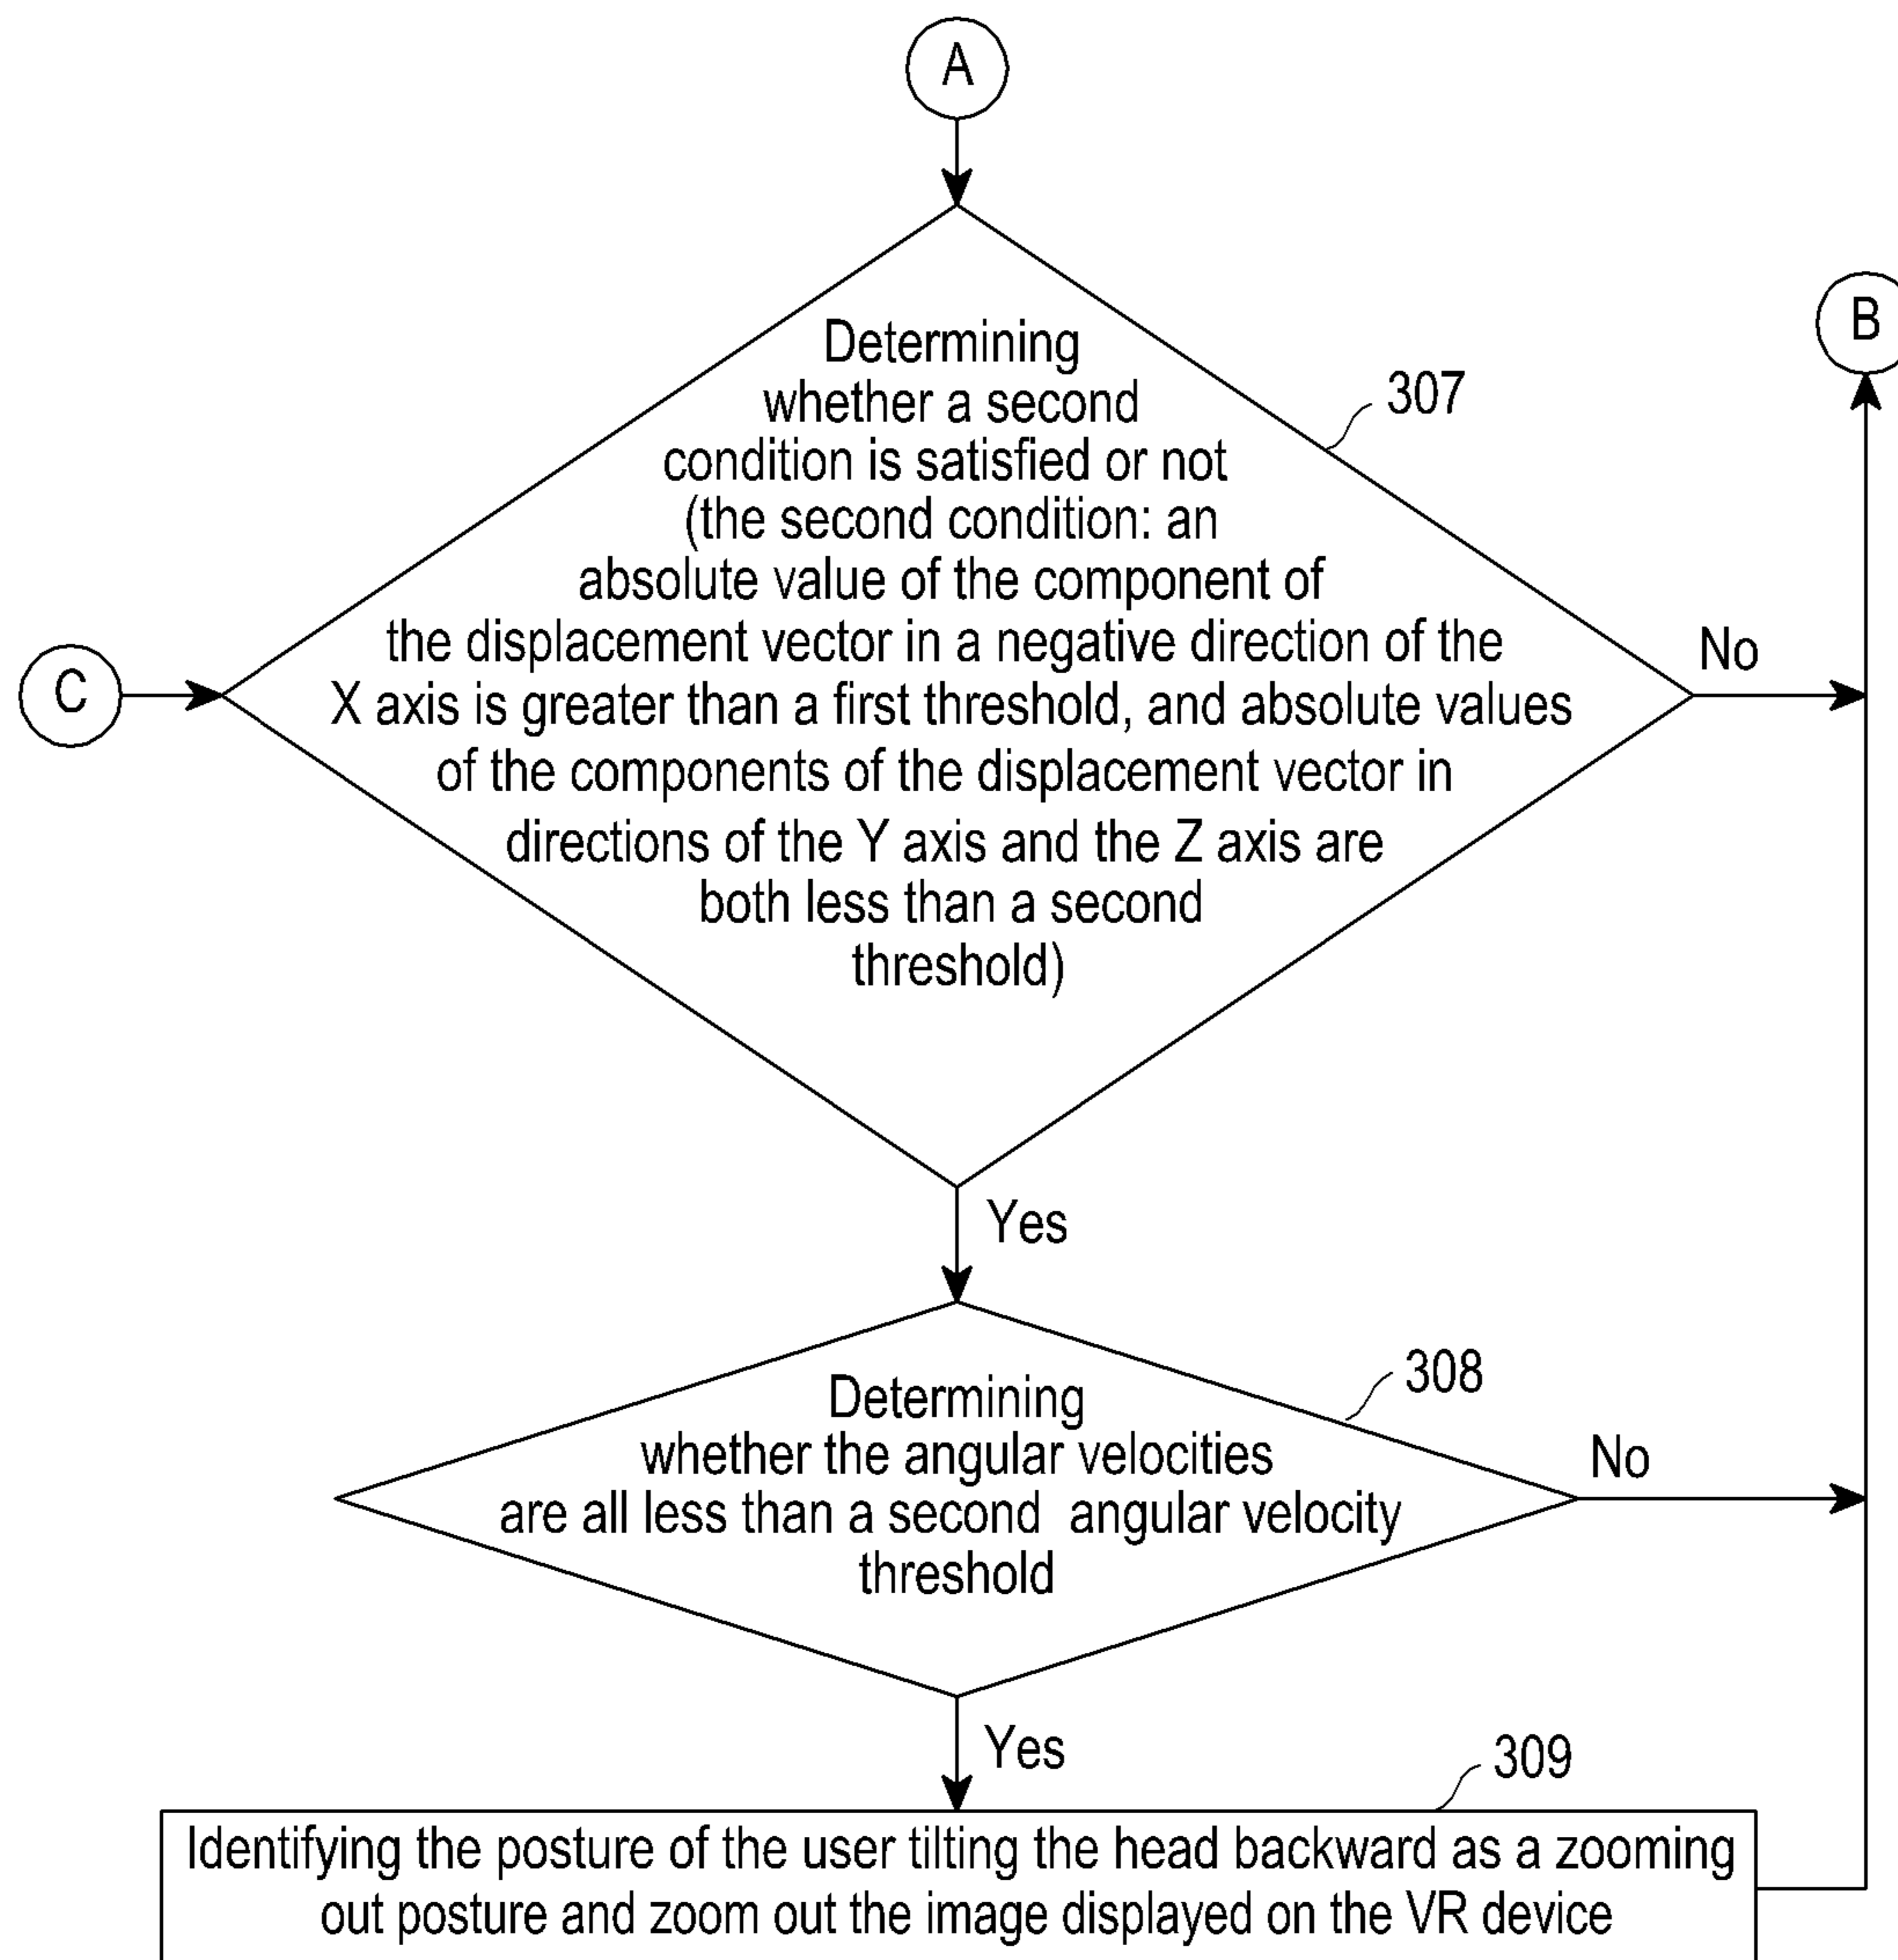 A
B
Determining
whether a second
condition is satisfied or not
(the second condition: an
absolute value of the component of
the displacement vector in a negative direction of the
X axis is greater than a first threshold, and absolute values
of the components of the displacement vector in
directions of the Y axis and the Z axis are
both less than a second
threshold)
307
No
C
Yes
Determining
whether the angular velocities
are all less than a second angular velocity
threshold
308
No
Yes
309
Identifying the posture of the user tilting the head backward as a zooming
out posture and zoom out the image displayed on the VR device